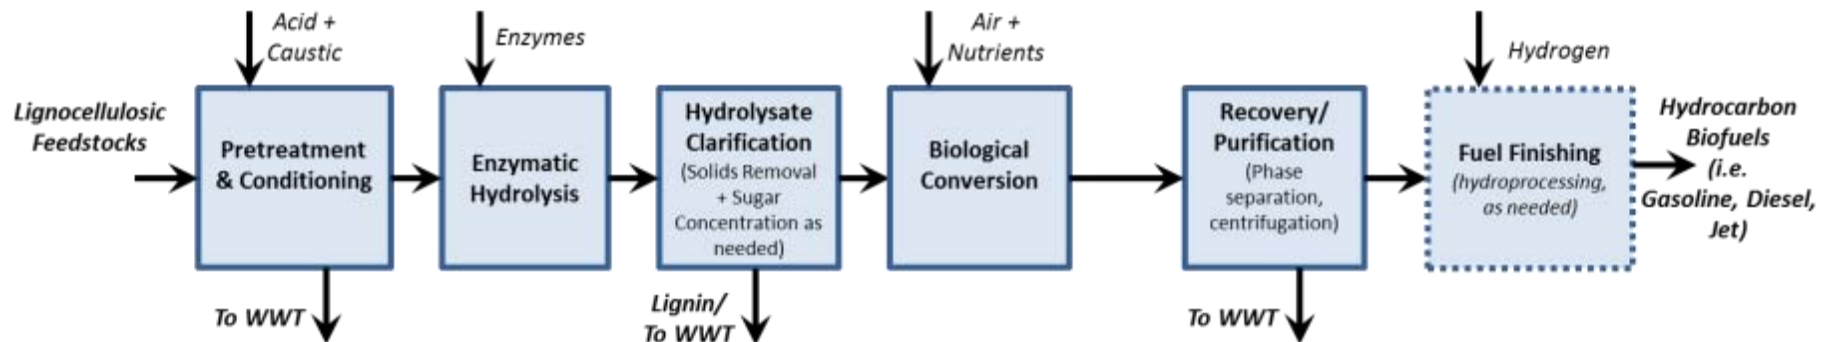 Acid +
Caustic
Enzymes
Air +
Nutrients
Hydrogen
Lignocellulosic
Feedstocks
Pretreatment
& Conditioning
Enzymatic
Hydrolysis
Hydrolysate
Clarification
(Solids Removal
+ Sugar
Concentration as
needed)
Biological
Conversion
Recovery/
Purification
(Phase
separation,
centrifugation)
Fuel Finishing
(hydroprocessing,
as needed)
Hydrocarbon
Biofuels
(i.e.
Gasoline, Diesel,
Jet)
To WWT
Lignin/
To WWT
To WWT